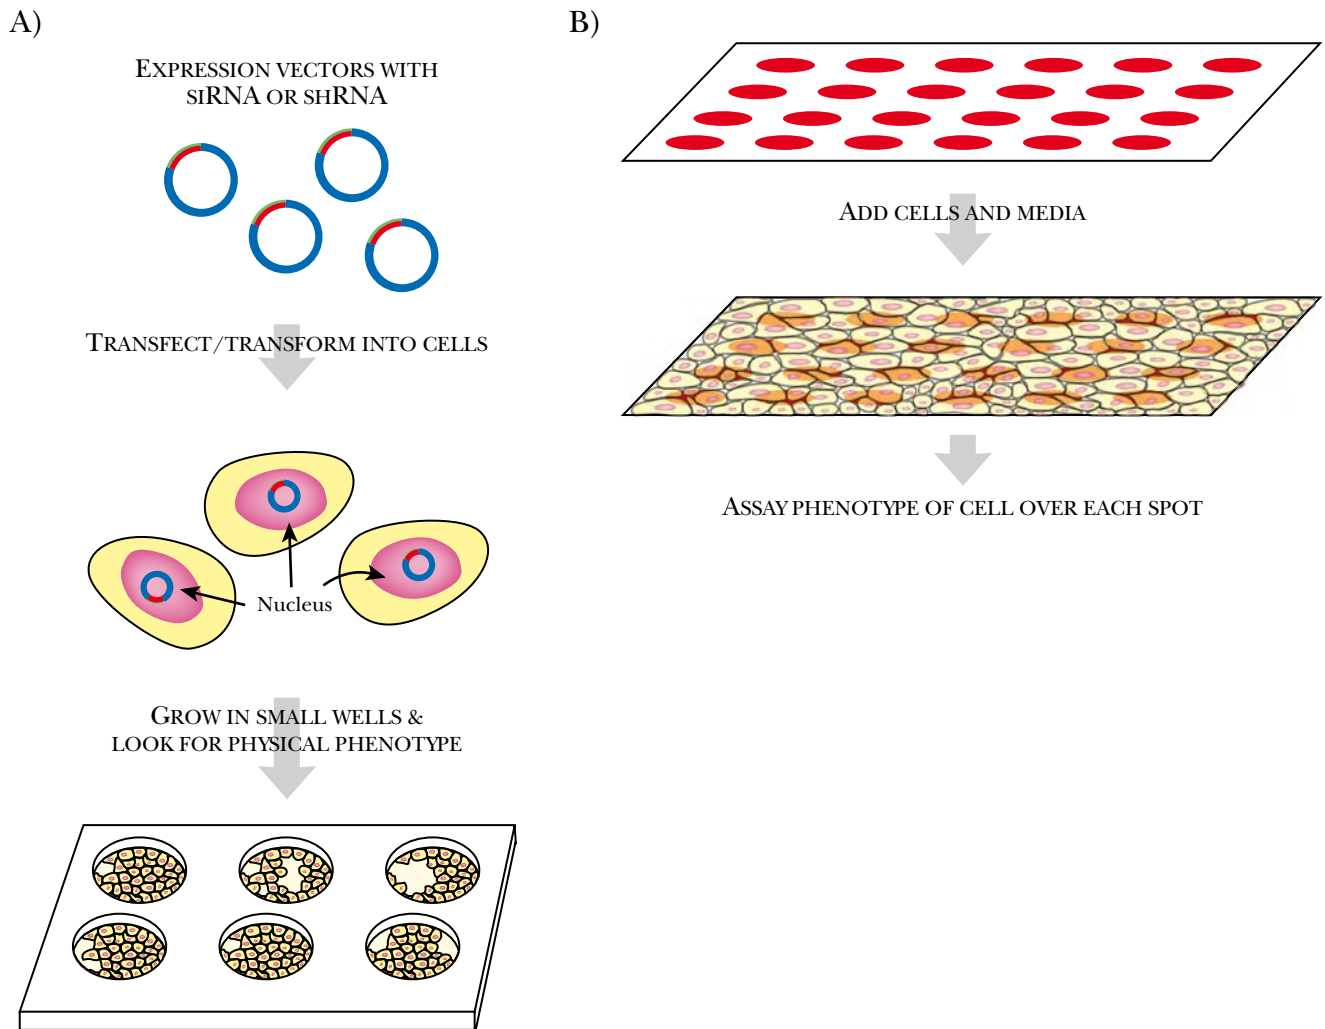 A)
EXPRESSION VECTORS WITH
SIRNA OR SHRNA
TRANSFECT/TRANSFORM INTO CELLS
Nucleus
GROW IN SMALL WELLS &
LOOK FOR PHYSICAL PHENOTYPE
B)
ADD CELLS AND MEDIA
ASSAY PHENOTYPE OF CELL OVER EACH SPOT